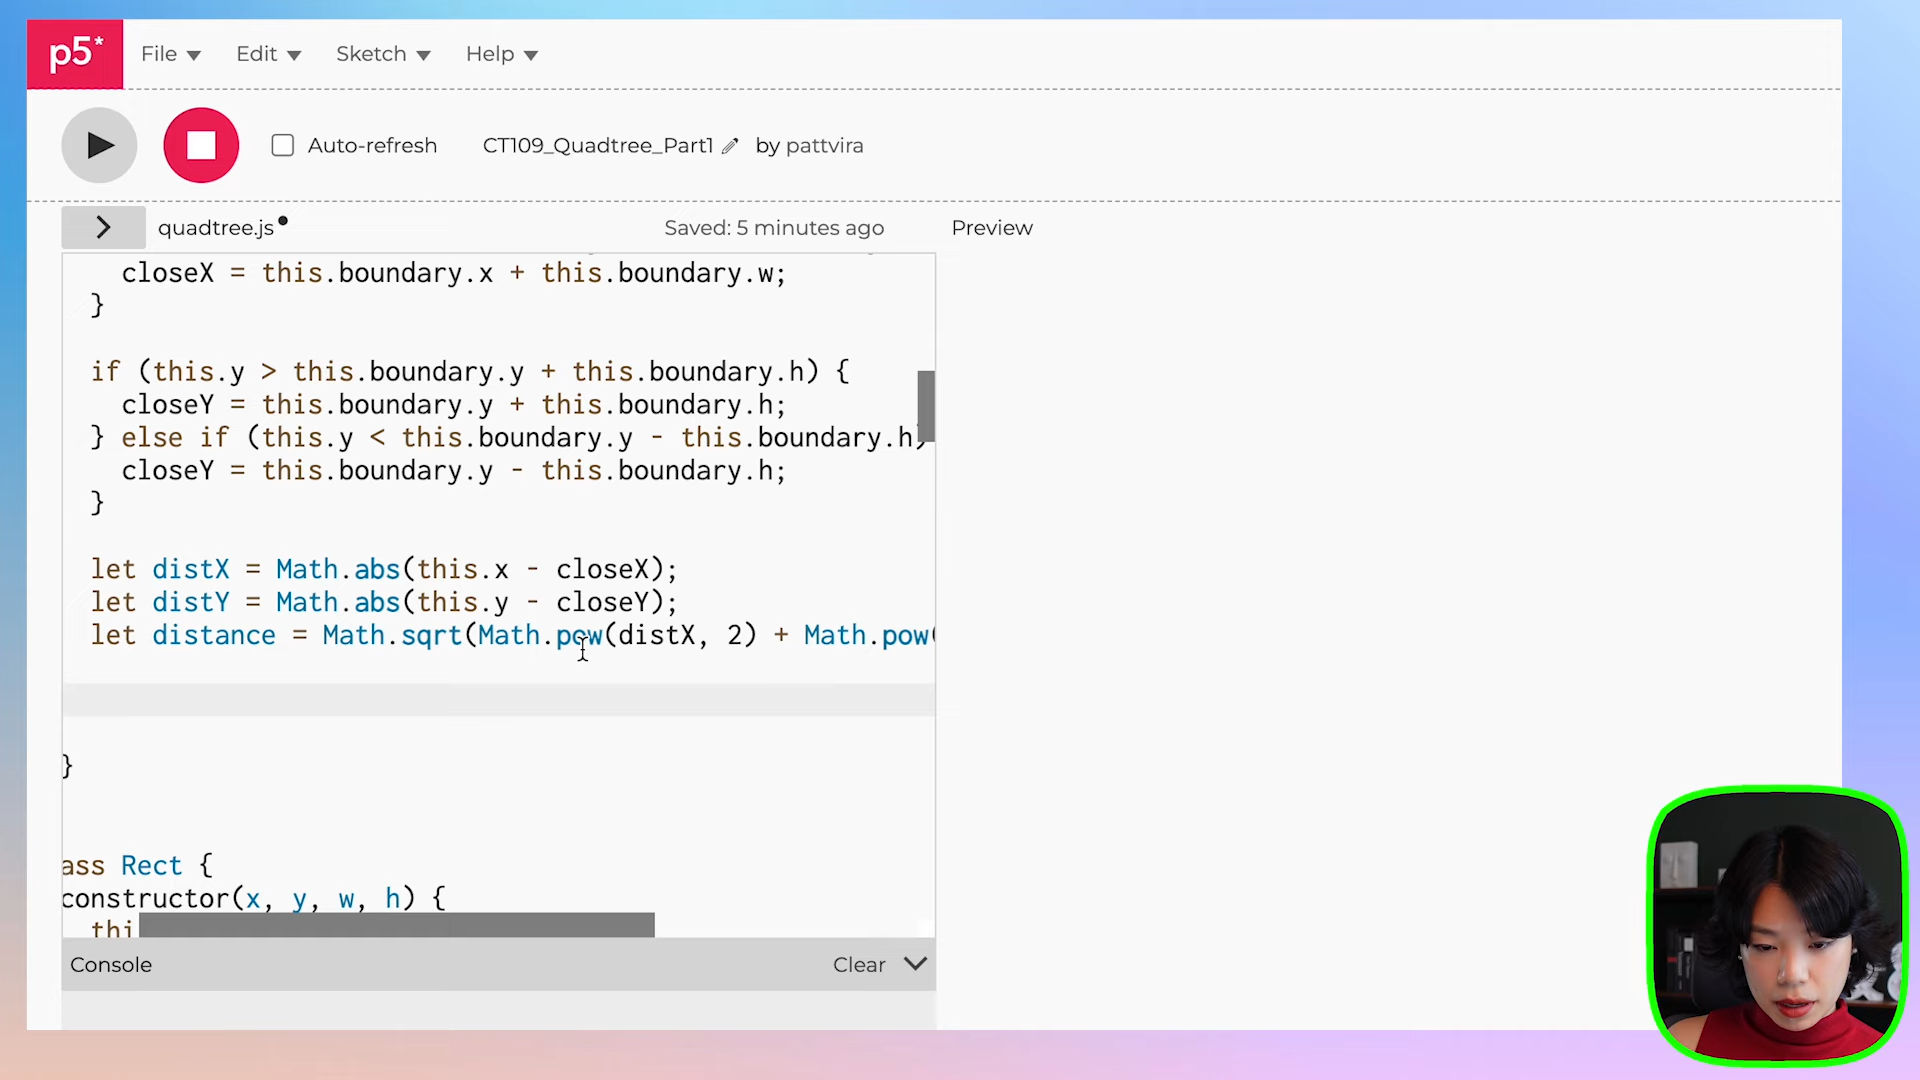 p5* File Edit Sketch Help
Auto-refresh CT109_Quadtree_Part1 by pattvira
quadtree.js Saved: 5 minutes ago Preview
closeX = this.boundary.x + this.boundary.w;
}
if (this.y > this.boundary.y + this.boundary.h) {
closeY = this.boundary.y + this.boundary.h;
} else if (this.y < this.boundary.y - this.boundary.h)
closeY = this.boundary.y - this.boundary.h;
}
let distX = Math.abs(this.x - closeX);
let distY = Math.abs(this.y - closeY);
let distance = Math.sqrt(Math.pow(distX, 2) + Math.pow(
}
ass Rect {
constructor(x, y, w, h) {
thi
Console Clear